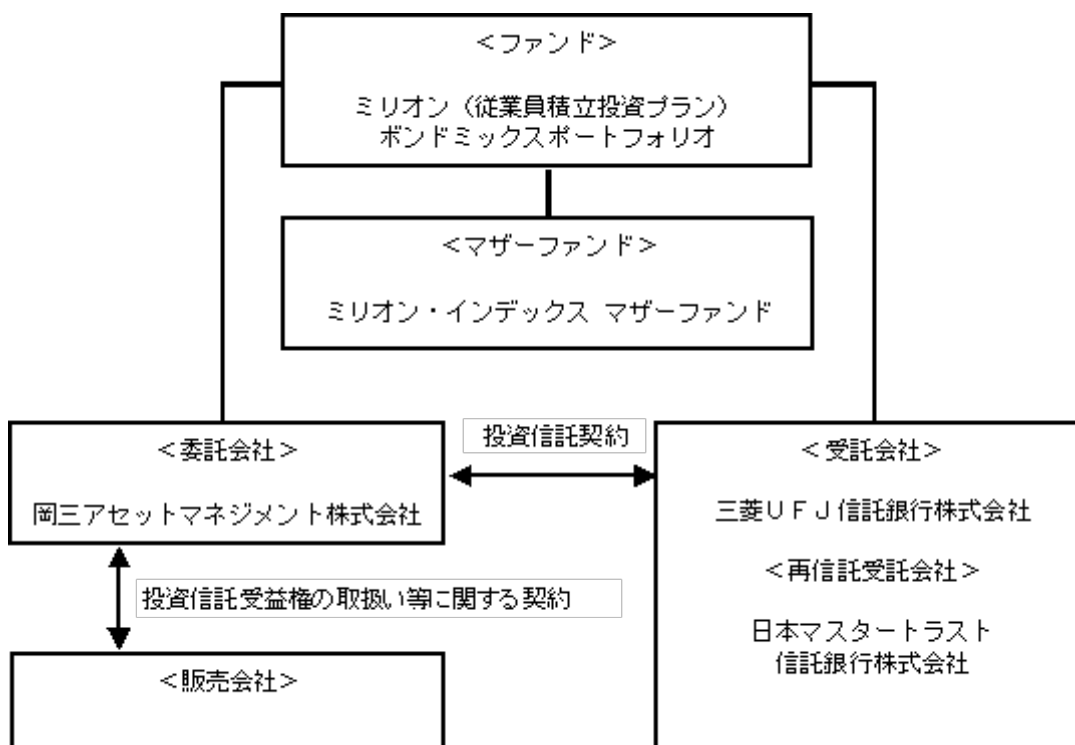 ＜ファンド＞
ミリオン（従業員積立投資プラン）
ボンドミックスポートフォリオ
＜マザーファンド＞
ミリオン・インデックス マザーファンド
＜委託会社＞
岡三アセットマネジメント株式会社
投資信託契約
＜受託会社＞
三菱ＵＦＪ信託銀行株式会社
＜再信託受託会社＞
日本マスタートラスト
信託銀行株式会社
投資信託受益権の取扱い等に関する契約
＜販売会社＞